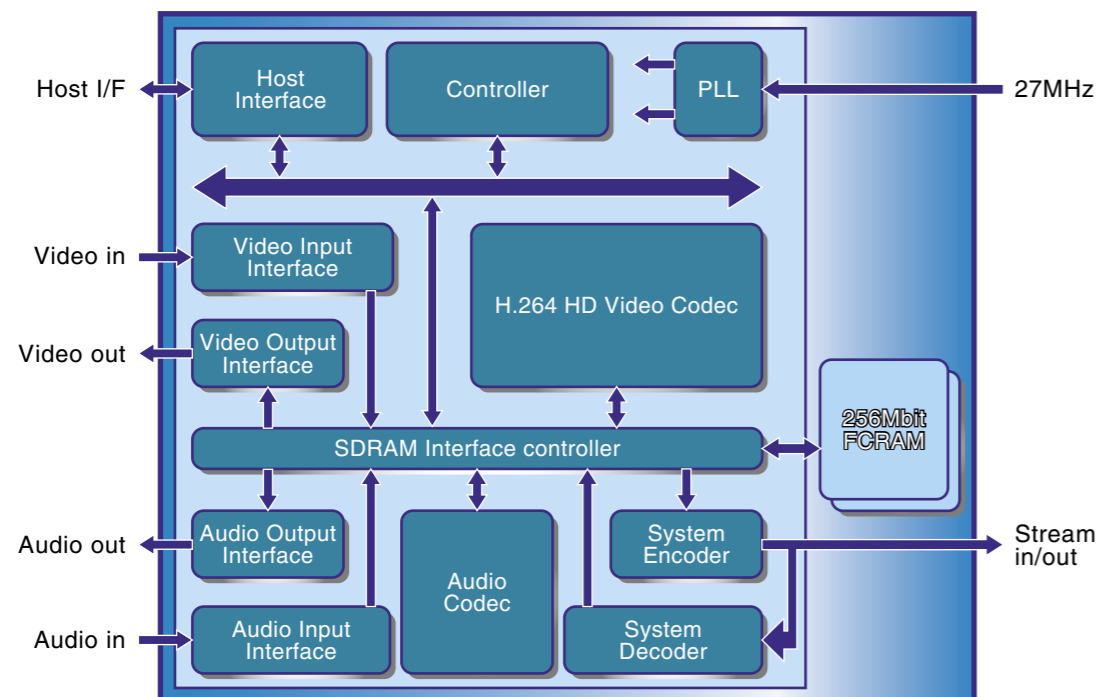 Host I/F
Host
Interface
Controller
PLL
27MHz
Video in
Video Input
Interface
H.264 HD Video Codec
Video out
Video Output
Interface
256Mbit
FCRAM
SDRAM Interface controller
Audio out
Audio Output
Interface
Audio
Codec
System
Encoder
Stream
in/out
Audio in
Audio Input
Interface
System
Decoder